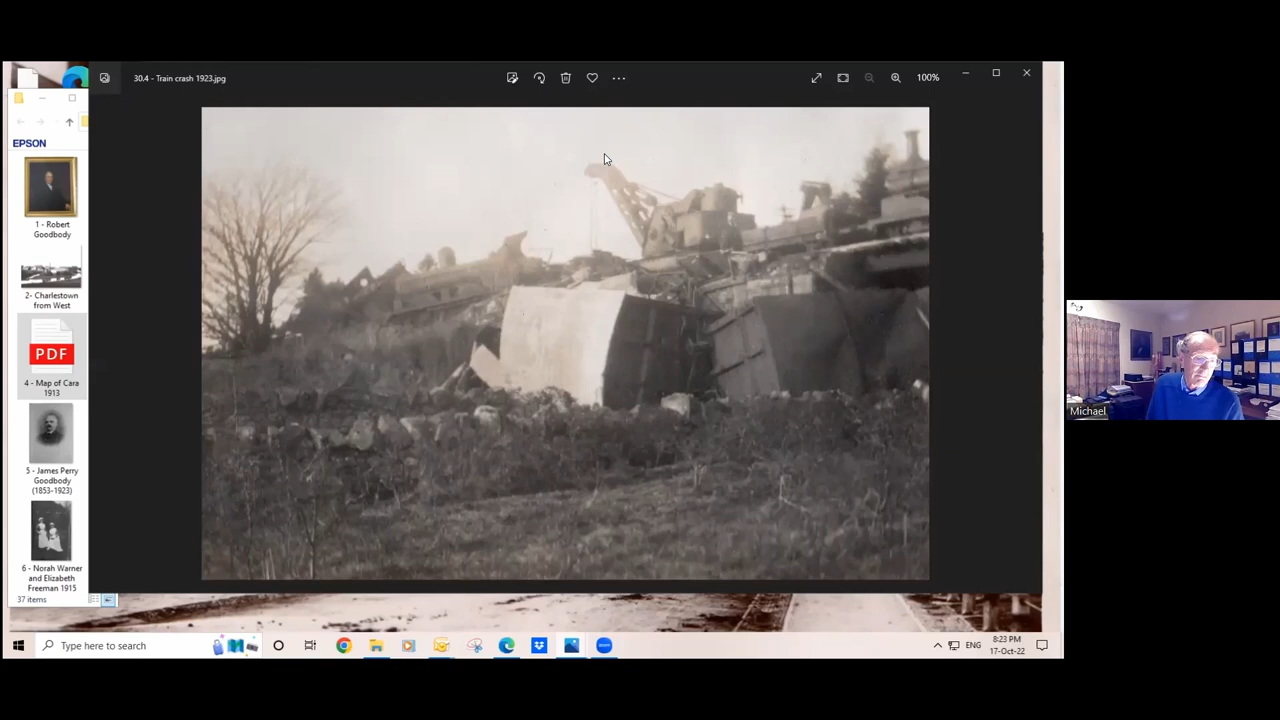 30.4 - Train crash 1923.jpg
100%
EPSON
1 - Robert
Goodbody
2- Charlestown
from West
PDF
4 - Map of Cara
1913
5 - James Perry
Goodbody
(1853-1923)
6 - Norah Warner
and Elizabeth
Freeman 1915
37 items
Michael
Type here to search
zoom
ENG
8:23 PM
17-Oct-22